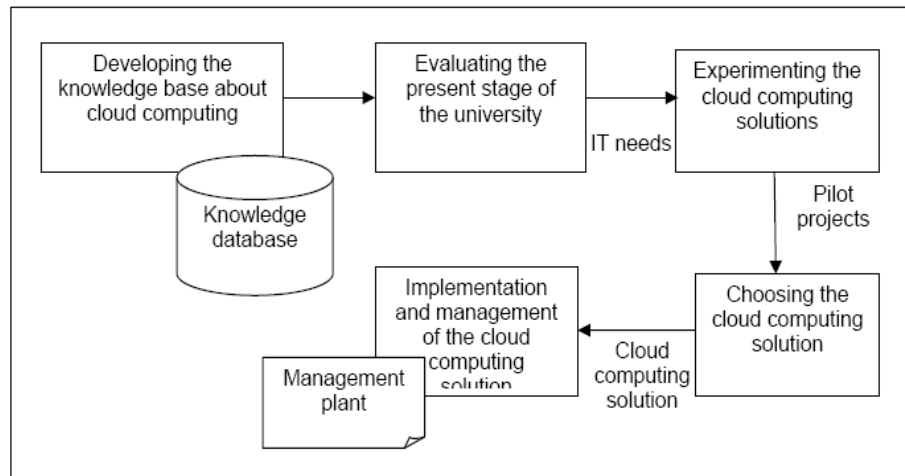 Developing the
knowledge base about
cloud computing
Knowledge
database
Evaluating the
present stage of
the university
IT needs
Experimenting the
cloud computing
solutions
Pilot
projects
Choosing the
cloud computing
solution
Cloud
computing
solution
Implementation
and management
of the cloud
computing
solution
Management
plant